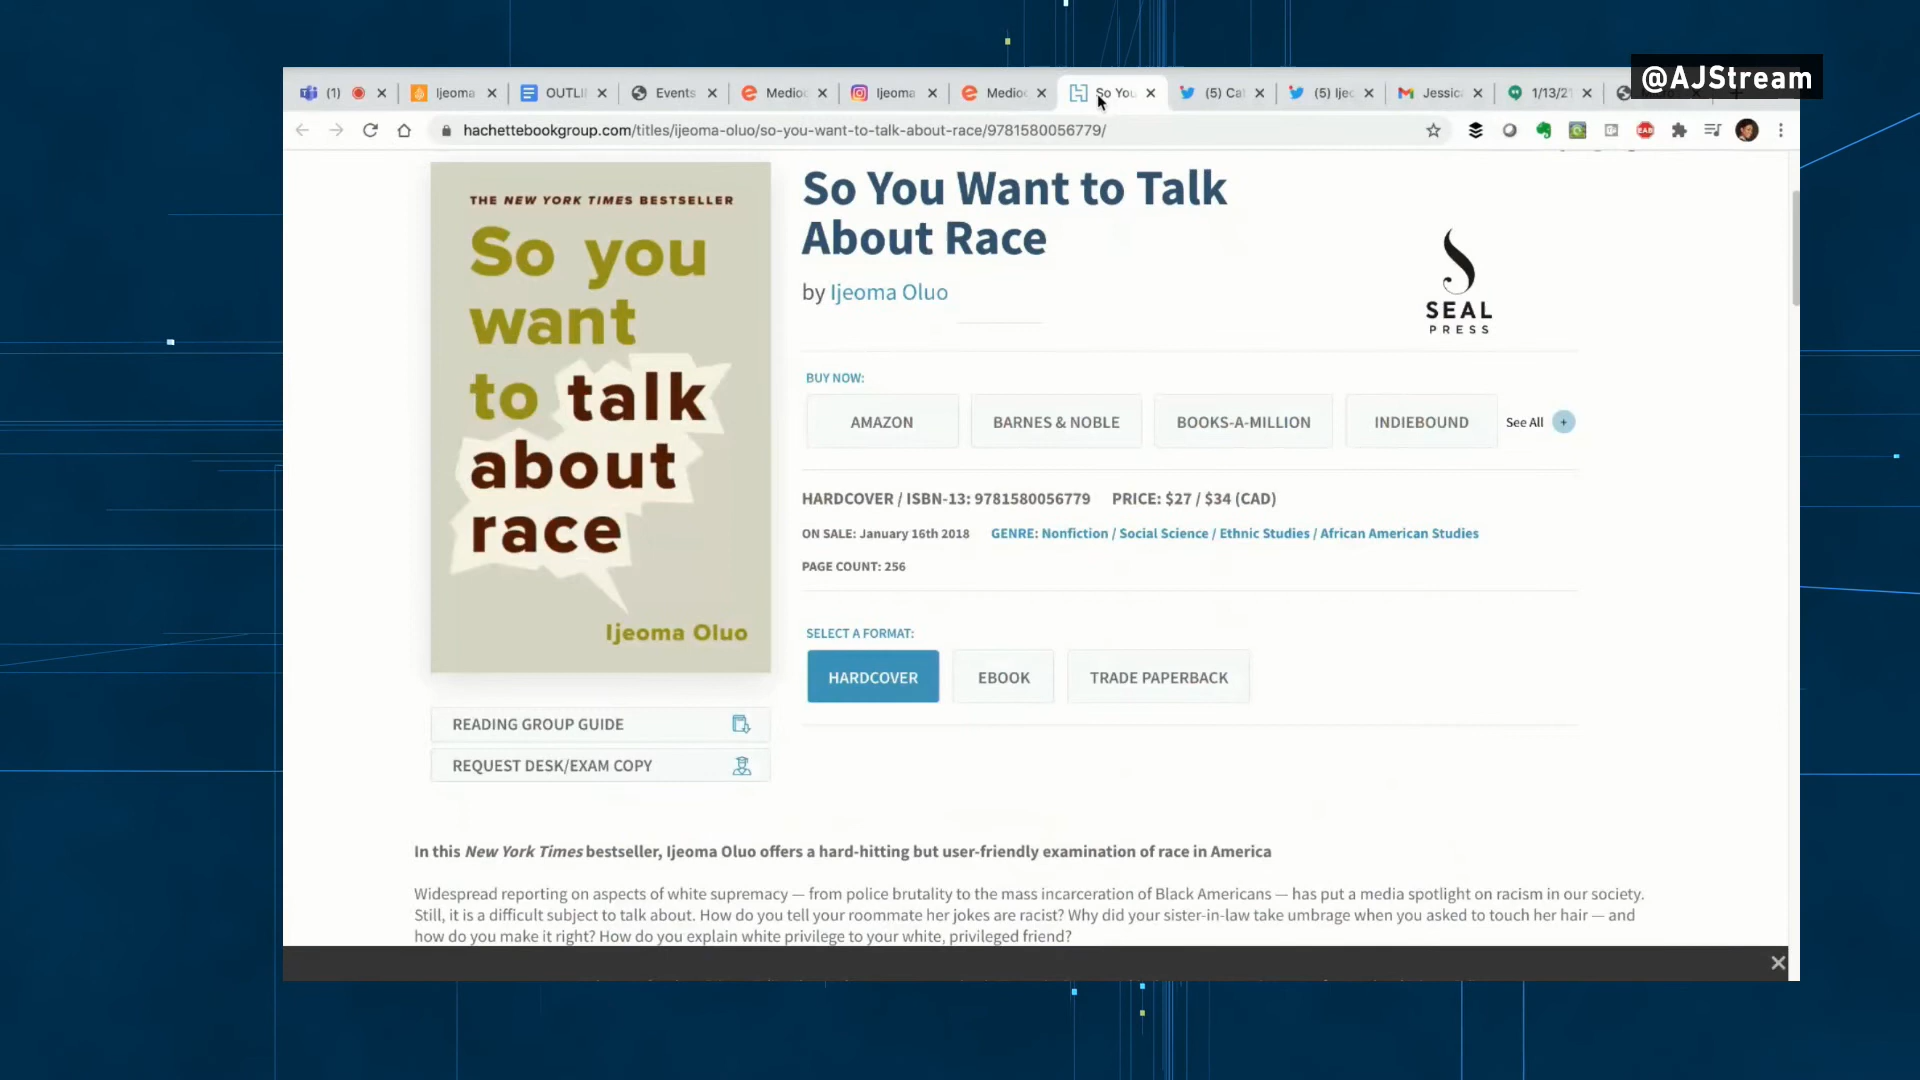 @AJStream
(1)
Ijeoma
OUTLI
Events
Medioc
Ijeoma
Medioc
So You
(5) Ca
(5) Ijeo
Jessic
1/13/21
hachettebookgroup.com/titles/ijeoma-oluo/so-you-want-to-talk-about-race/9781580056779/
THE NEW YORK TIMES BESTSELLER
So you
want
to talk
about
race
Ijeoma Oluo
READING GROUP GUIDE
REQUEST DESK/EXAM COPY
So You Want to Talk
About Race
by Ijeoma Oluo
SEAL
PRESS
BUY NOW:
AMAZON
BARNES & NOBLE
BOOKS-A-MILLION
INDIEBOUND
See All
HARDCOVER / ISBN-13: 9781580056779 PRICE: $27 / $34 (CAD)
ON SALE: January 16th 2018 GENRE: Nonfiction / Social Science / Ethnic Studies / African American Studies
PAGE COUNT: 256
SELECT A FORMAT:
HARDCOVER
EBOOK
TRADE PAPERBACK
In this New York Times bestseller, Ijeoma Oluo offers a hard-hitting but user-friendly examination of race in America
Widespread reporting on aspects of white supremacy — from police brutality to the mass incarceration of Black Americans — has put a media spotlight on racism in our society.
Still, it is a difficult subject to talk about. How do you tell your roommate her jokes are racist? Why did your sister-in-law take umbrage when you asked to touch her hair — and
how do you make it right? How do you explain white privilege to your white, privileged friend?